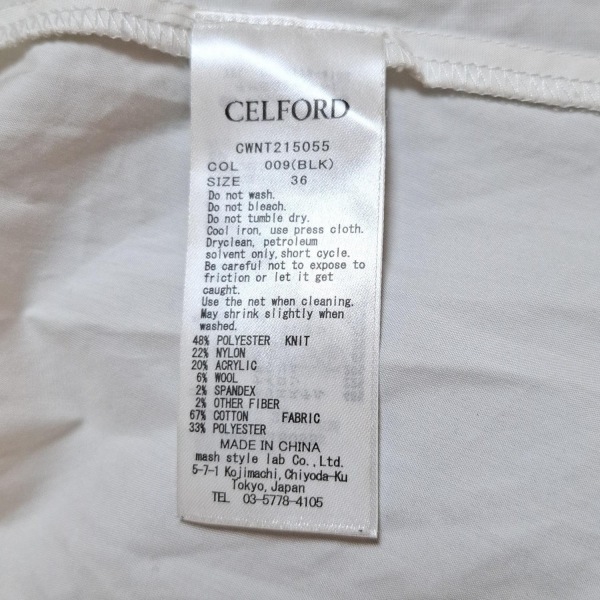 CELFORD
CWNT215055
COL 009(BLK)
SIZE 36
Do not wash.
Do not bleach.
Do not tumble dry.
Cool iron, use press cloth.
Dryclean, petroleum
solvent only, short cycle.
Be careful not to expose to
friction or let it get
caught.
Use the net when cleaning.
May shrink slightly when
washed.
48% POLYESTER KNIT
22% NYLON
20% ACRYLIC
6% WOOL
2% SPANDEX
2% OTHER FIBER
67% COTTON FABRIC
33% POLYESTER
MADE IN CHINA
mash style lab Co.,Ltd.
5-7-1 Kojimachi,Chiyoda-Ku
Tokyo,Japan
TEL 03-5778-4105